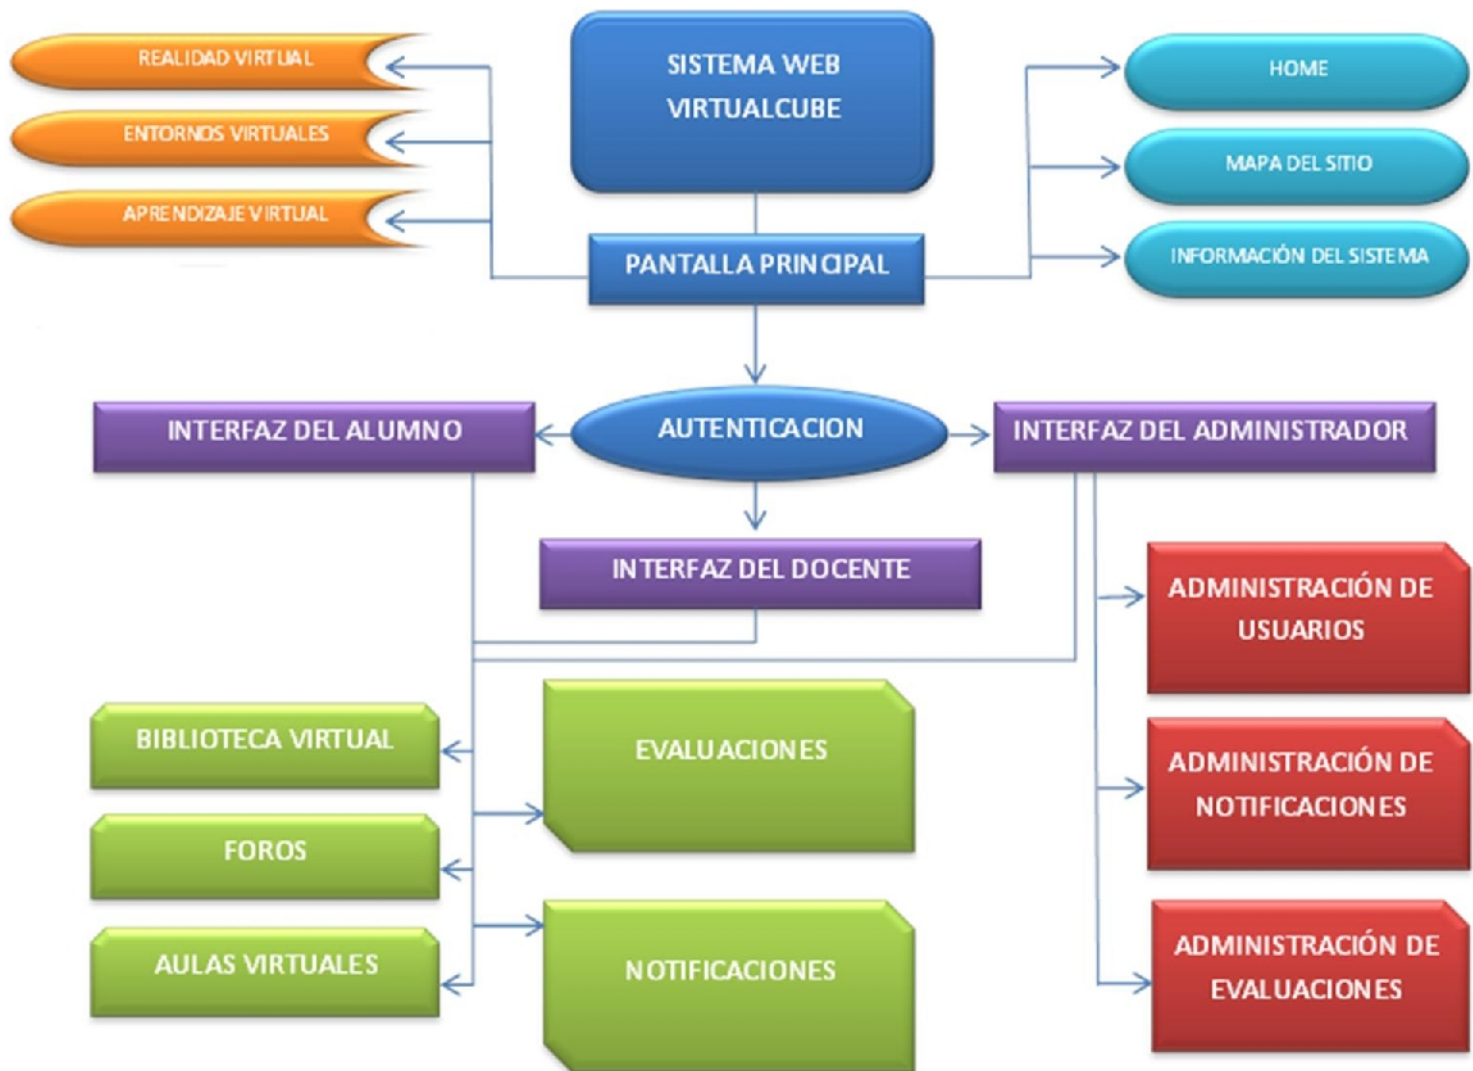 SISTEMA WEB
VIRTUALCUBE
REALIDAD VIRTUAL
ENTORNOS VIRTUALES
APRENDIZAJE VIRTUAL
HOME
MAPA DEL SITIO
INFORMACIÓN DEL SISTEMA
PANTALLA PRINCIPAL
INTERFAZ DEL ALUMNO
AUTENTICACION
INTERFAZ DEL ADMINISTRADOR
INTERFAZ DEL DOCENTE
BIBLIOTECA VIRTUAL
FOROS
AULAS VIRTUALES
EVALUACIONES
NOTIFICACIONES
ADMINISTRACIÓN DE
USUARIOS
ADMINISTRACIÓN DE
NOTIFICACIONES
ADMINISTRACIÓN DE
EVALUACIONES